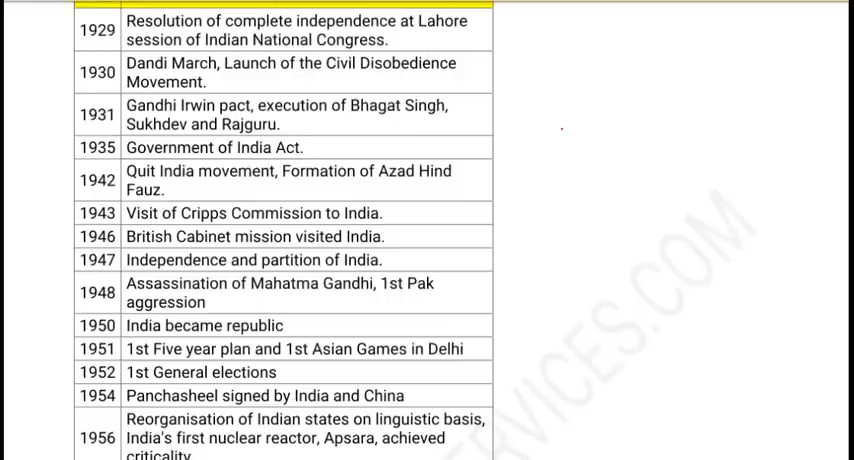 1929 Resolution of complete independence at Lahore
session of Indian National Congress.
1930 Dandi March, Launch of the Civil Disobedience
Movement.
1931 Gandhi Irwin pact, execution of Bhagat Singh,
Sukhdev and Rajguru.
1935 Government of India Act.
1942 Quit India movement, Formation of Azad Hind
Fauz.
1943 Visit of Cripps Commission to India.
1946 British Cabinet mission visited India.
1947 Independence and partition of India.
1948 Assassination of Mahatma Gandhi, 1st Pak
aggression
1950 India became republic
1951 1st Five year plan and 1st Asian Games in Delhi
1952 1st General elections
1954 Panchasheel signed by India and China
1956 Reorganisation of Indian states on linguistic basis,
India's first nuclear reactor, Apsara, achieved
criticality
ERVICES.COM